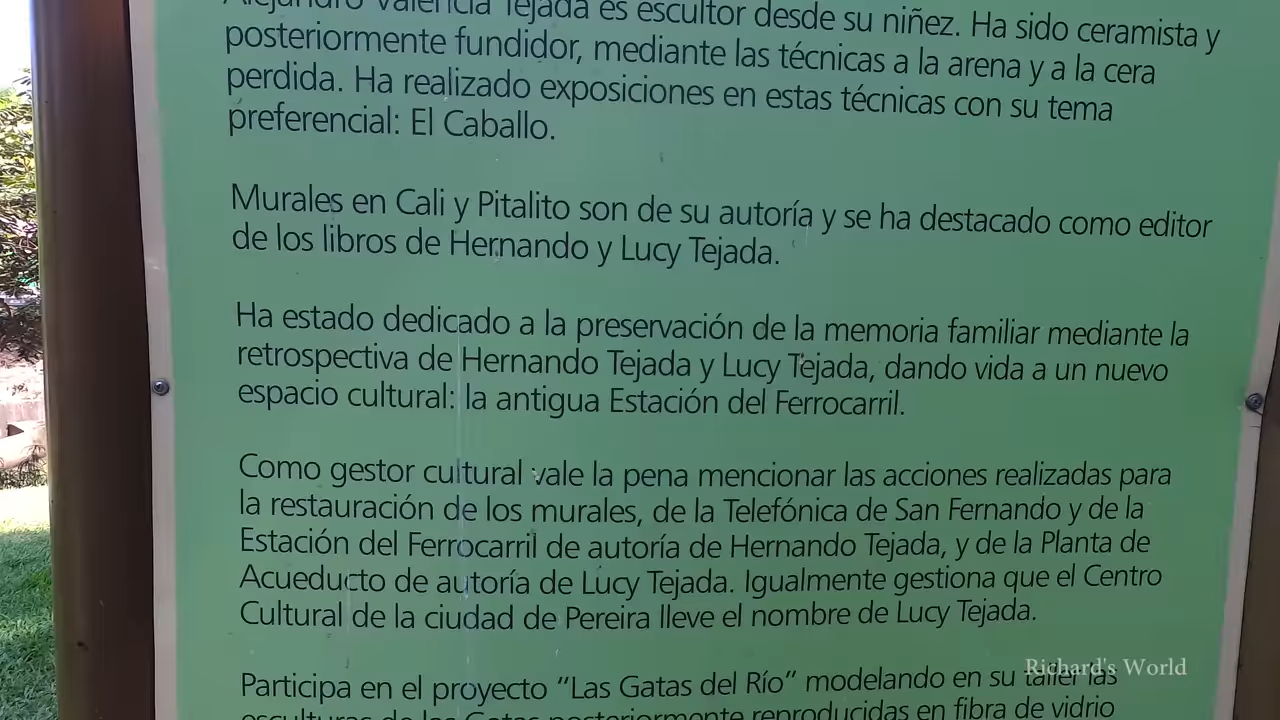 Alejandro Valencia Tejada es escultor desde su niñez. Ha sido ceramista y
posteriormente fundidor, mediante las técnicas a la arena y a la cera
perdida. Ha realizado exposiciones en estas técnicas con su tema
preferencial: El Caballo.
Murales en Cali y Pitalito son de su autoría y se ha destacado como editor
de los libros de Hernando y Lucy Tejada.
Ha estado dedicado a la preservación de la memoria familiar mediante la
retrospectiva de Hernando Tejada y Lucy Tejada, dando vida a un nuevo
espacio cultural: la antigua Estación del Ferrocarril.
Como gestor cultural vale la pena mencionar las acciones realizadas para
la restauración de los murales, de la Telefónica de San Fernando y de la
Estación del Ferrocarril de autoría de Hernando Tejada, y de la Planta de
Acueducto de autoría de Lucy Tejada. Igualmente gestiona que el Centro
Cultural de la ciudad de Pereira lleve el nombre de Lucy Tejada.
Participa en el proyecto "Las Gatas del Río" modelando en su taller las
esculturas de las Gatas posteriormente reproducidas en fibra de vidrio
Richard's World